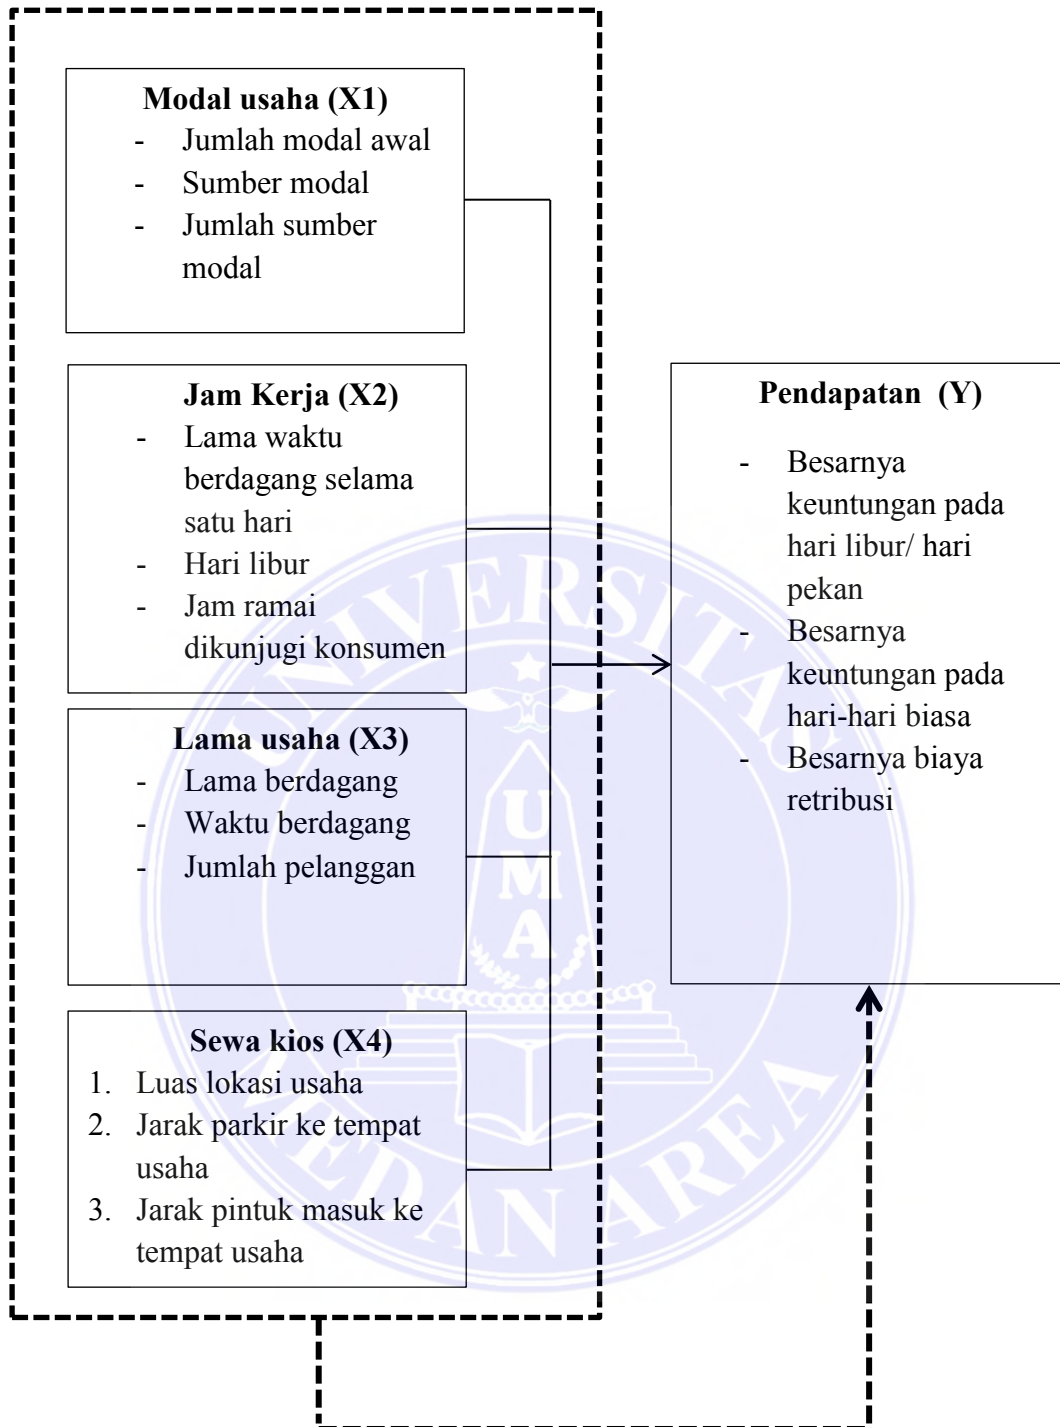 Modal usaha (X1)
- Jumlah modal awal
- Sumber modal
- Jumlah sumber
modal
Jam Kerja (X2)
- Lama waktu
berdagang selama
satu hari
- Hari libur
- Jam ramai
dikunjugi konsumen
Lama usaha (X3)
- Lama berdagang
- Waktu berdagang
- Jumlah pelanggan
Sewa kios (X4)
1. Luas lokasi usaha
2. Jarak parkir ke tempat
usaha
3. Jarak pintuk masuk ke
tempat usaha
Pendapatan (Y)
- Besarnya
keuntungan pada
hari libur/ hari
pekan
- Besarnya
keuntungan pada
hari-hari biasa
- Besarnya biaya
retribusi
UNIVERSITAS
MEDAN AREA
U
M
A